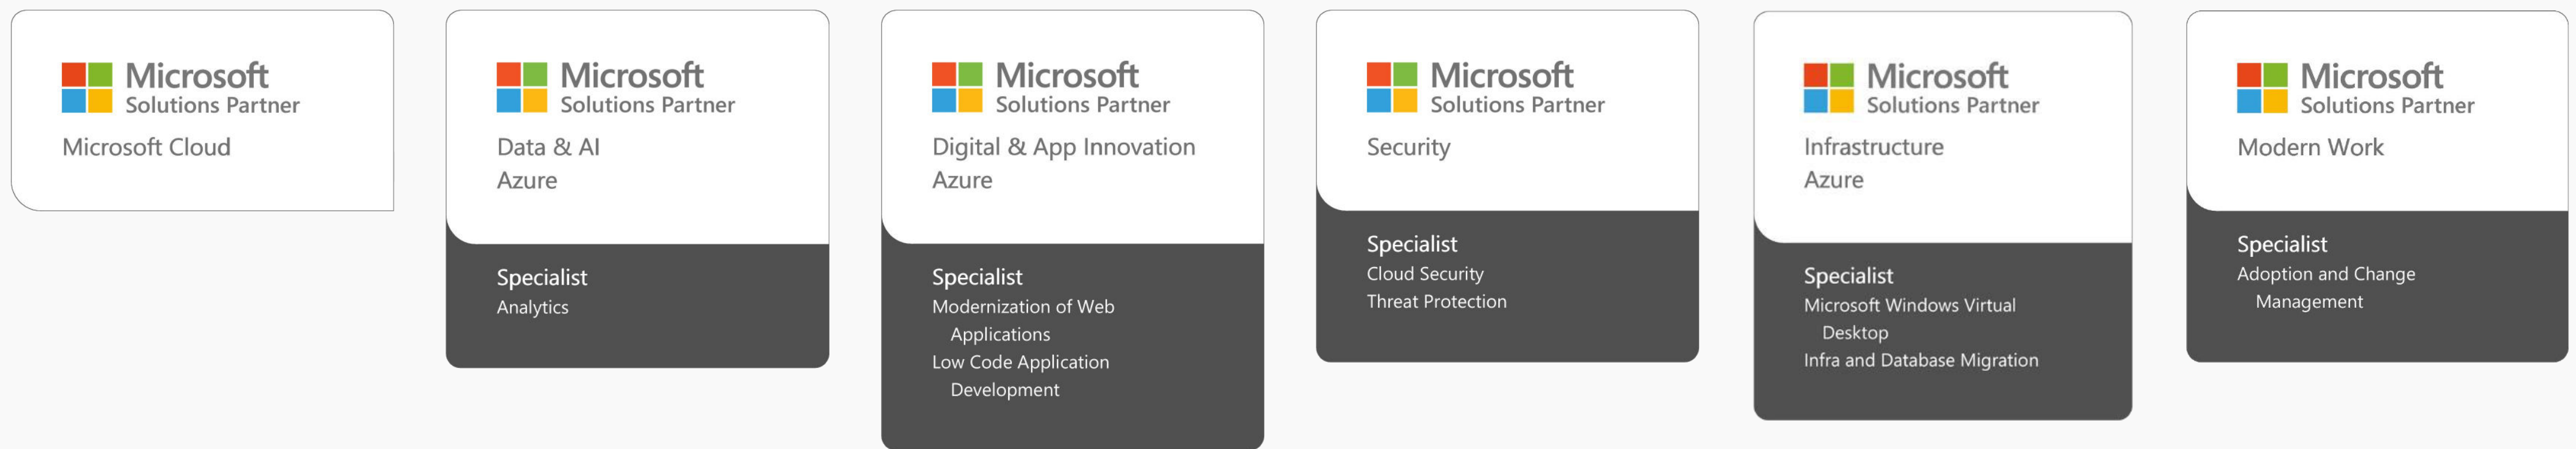 Microsoft
Solutions Partner
Microsoft Cloud
Microsoft
Solutions Partner
Data & AI
Azure
Specialist
Analytics
Microsoft
Solutions Partner
Digital & App Innovation
Azure
Specialist
Modernization of Web
Applications
Low Code Application
Development
Microsoft
Solutions Partner
Security
Specialist
Cloud Security
Threat Protection
Microsoft
Solutions Partner
Infrastructure
Azure
Specialist
Microsoft Windows Virtual
Desktop
Infra and Database Migration
Microsoft
Solutions Partner
Modern Work
Specialist
Adoption and Change
Management